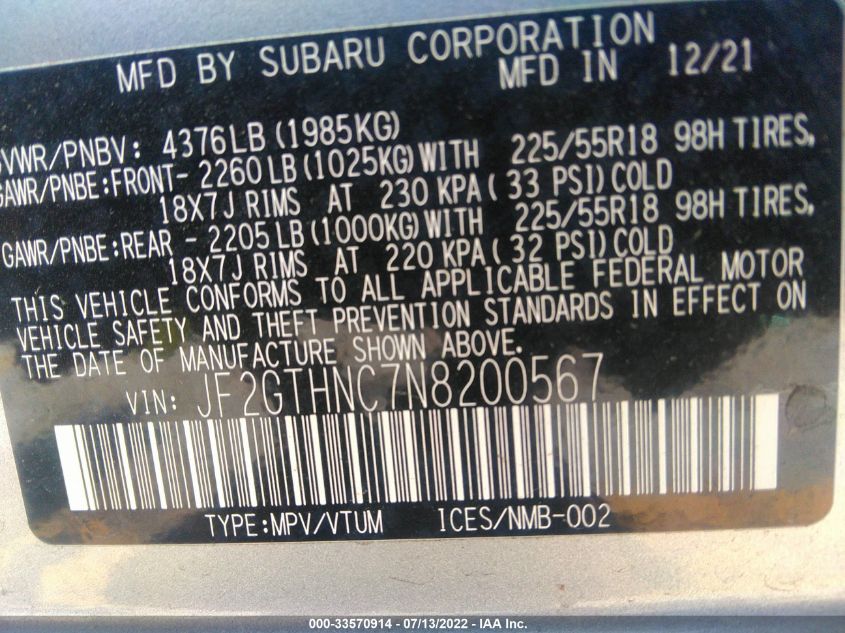 MFD BY SUBARU CORPORATION
MFD IN 12/21
GVWR/PNBV: 4376LB (1985KG)
GAWR/PNBE:FRONT- 2260LB (1025KG) WITH 225/55R18 98H TIRES,
18X7J RIMS AT 230 KPA( 33 PSI) COLD
GAWR/PNBE:REAR - 2205LB (1000KG) WITH 225/55R18 98H TIRES,
18X7J RIMS AT 220 KPA( 32 PSI) COLD
THIS VEHICLE CONFORMS TO ALL APPLICABLE FEDERAL MOTOR
VEHICLE SAFETY AND THEFT PREVENTION STANDARDS IN EFFECT ON
THE DATE OF MANUFACTURE SHOWN ABOVE.
VIN: JF2GTHNC7N8200567
TYPE:MPV/VTUM ICES/NMB-002
000-33570914 - 07/13/2022 - IAA Inc.